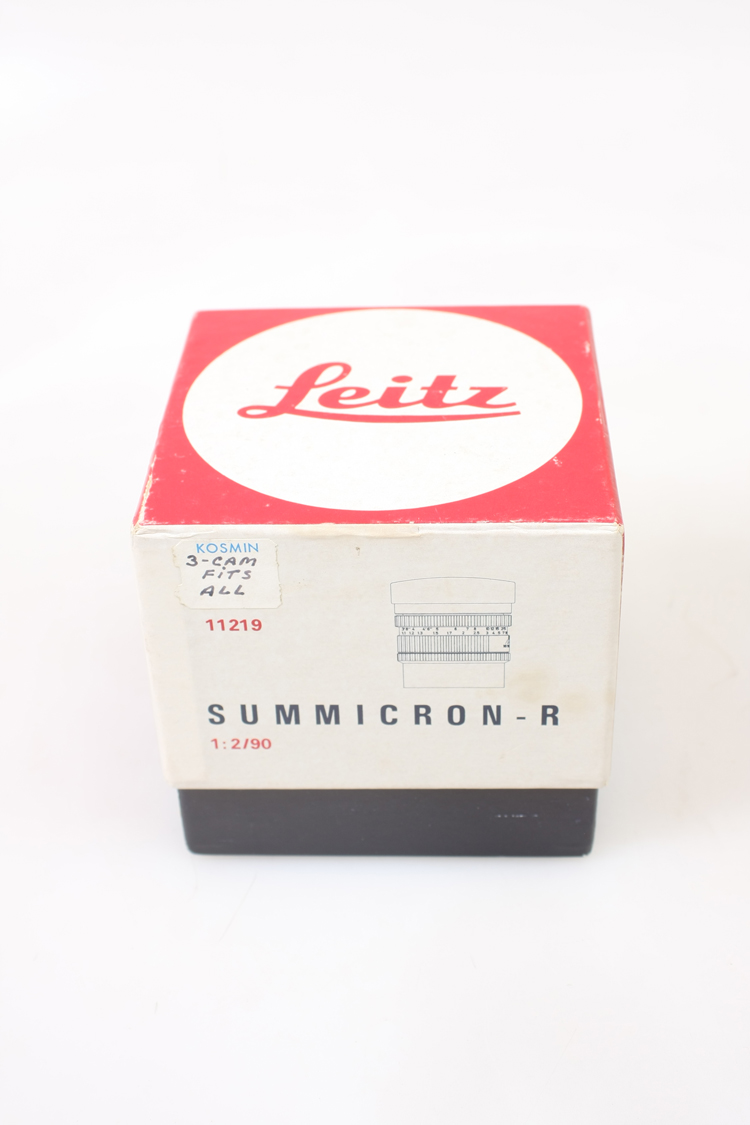 Leitz
KOSMIN
3-CAM
FiTS
ALL
11219
SUMMICRON-R
1:2/90